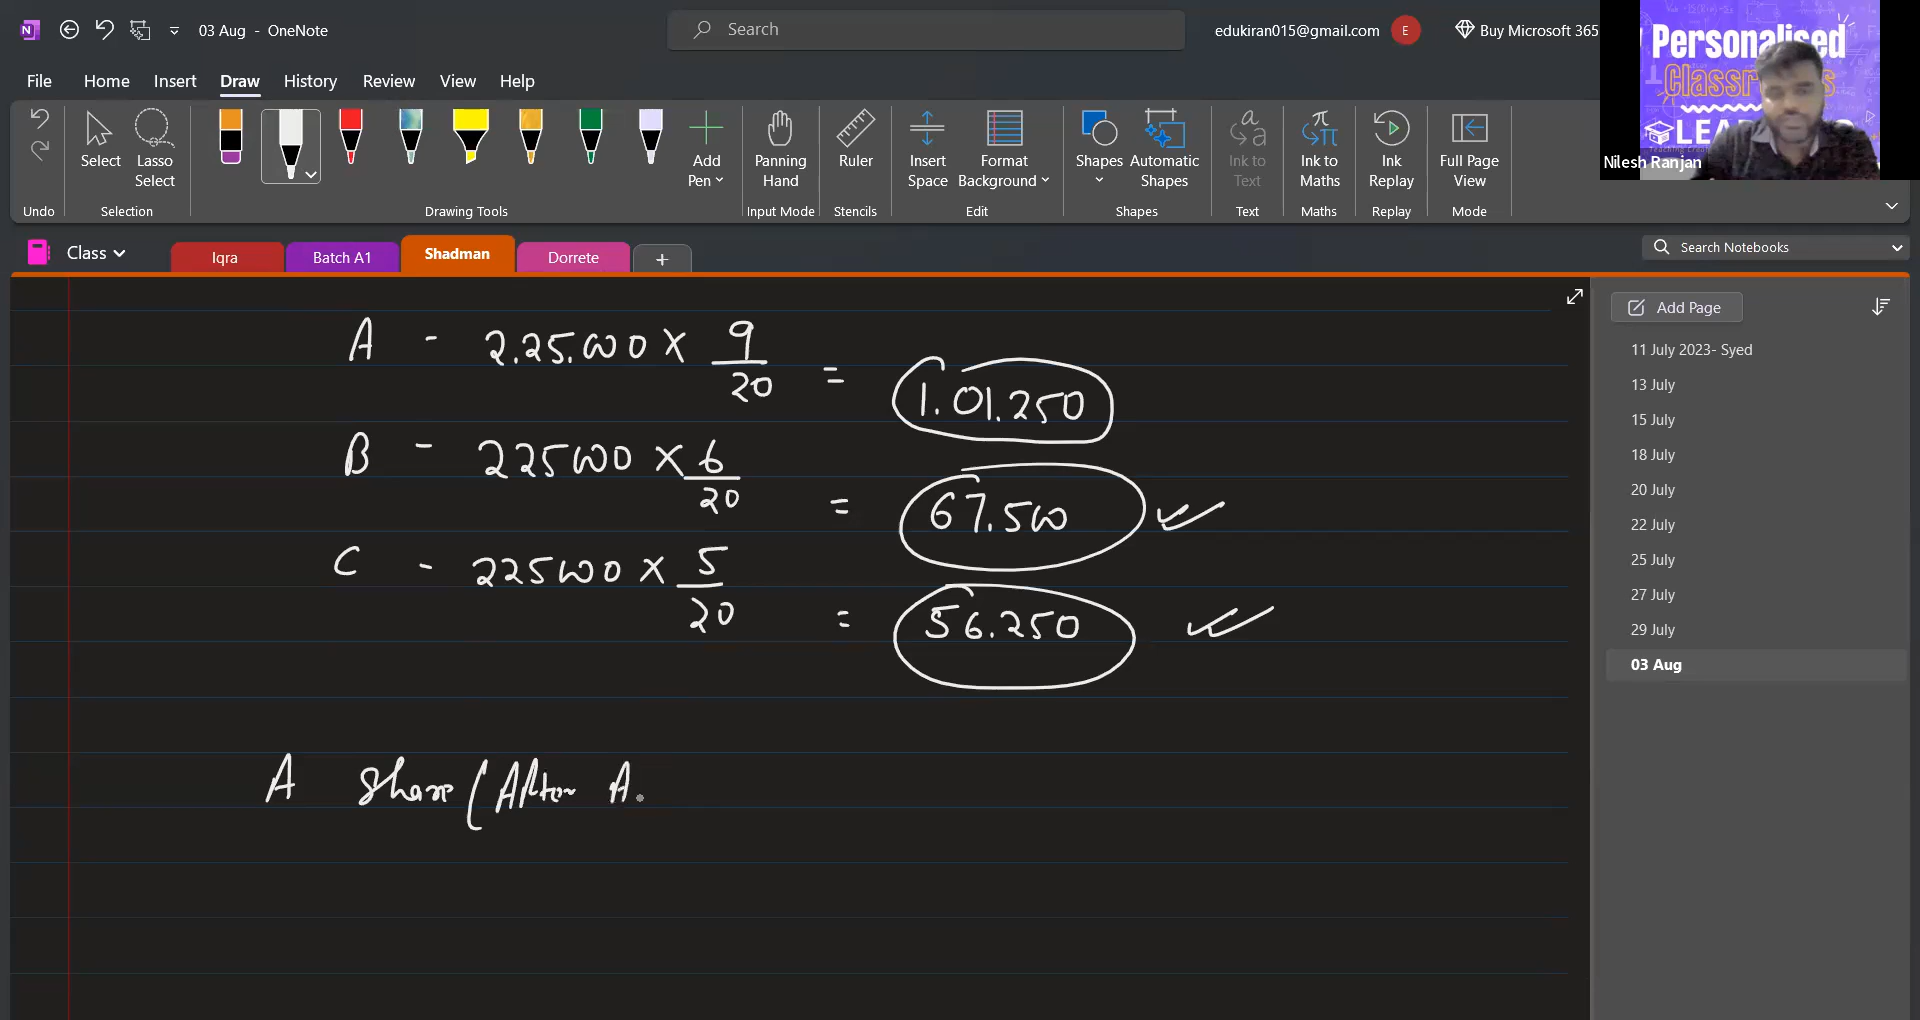 03 Aug - OneNote
Search
edukiran015@gmail.com
E
Buy Microsoft 365
File Home Insert Draw History Review View Help
Select
Lasso Select
Add Pen
Panning Hand
Ruler
Insert Space
Format Background
Shapes
Automatic Shapes
Ink to Text
Ink to Maths
Ink Replay
Full Page View
Undo Selection Drawing Tools Input Mode Stencils Edit Shapes Text Maths Replay Mode
Personalised
Nilesh Ranjan
Class Iqra Batch A1 Shadman Dorrete +
Search Notebooks
A - 2.25.000 × 9/20 = 1.01.250
B - 225000 × 6/20 = 67.500
C - 225000 × 5/20 = 56.250
A Share (After A.
Add Page
11 July 2023- Syed
13 July
15 July
18 July
20 July
22 July
25 July
27 July
29 July
03 Aug